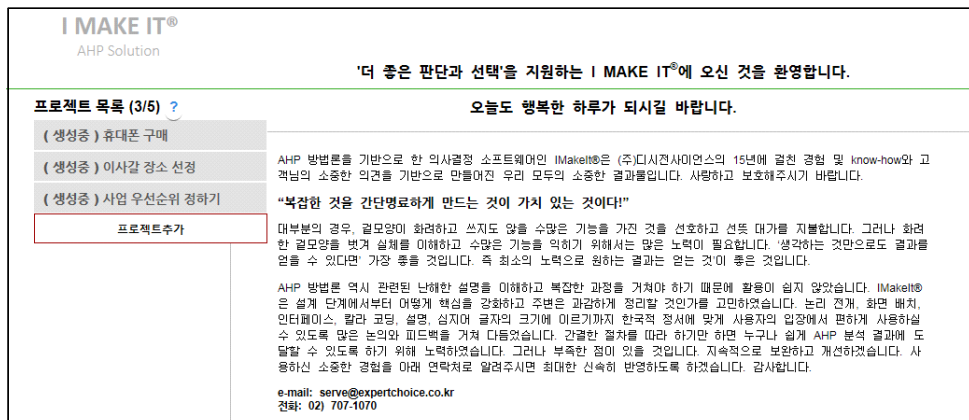 I MAKE IT®
AHP Solution
'더 좋은 판단과 선택'을 지원하는 I MAKE IT®에 오신 것을 환영합니다.
프로젝트 목록 (3/5) ?
오늘도 행복한 하루가 되시길 바랍니다.
( 생성중 ) 휴대폰 구매
( 생성중 ) 이사갈 장소 선정
( 생성중 ) 사업 우선순위 정하기
프로젝트추가
AHP 방법론을 기반으로 한 의사결정 소프트웨어인 IMakeIt®은 (주)디시전사이언스의 15년에 걸친 경험 및 know-how와 고
객님의 소중한 의견을 기반으로 만들어진 우리 모두의 소중한 결과물입니다. 사랑하고 보호해주시기 바랍니다.
“복잡한 것을 간단명료하게 만드는 것이 가치 있는 것이다!”
대부분의 경우, 겉모양이 화려하고 쓰지도 않을 수많은 기능을 가진 것을 선호하고 선뜻 대가를 지불합니다. 그러나 화려
한 겉모양을 벗겨 실체를 이해하고 수많은 기능을 익히기 위해서는 많은 노력이 필요합니다. ‘생각하는 것만으로도 결과를
얻을 수 있다면’ 가장 좋을 것입니다. 즉 최소의 노력으로 원하는 결과는 얻는 것’이 좋은 것입니다.
AHP 방법론 역시 관련된 난해한 설명을 이해하고 복잡한 과정을 거쳐야 하기 때문에 활용이 쉽지 않았습니다. IMakeIt®
은 설계 단계에서부터 어떻게 핵심을 강화하고 주변은 과감하게 정리할 것인가를 고민하였습니다. 논리 전개, 화면 배치,
인터페이스, 칼라 코딩, 설명, 심지어 글자의 크기에 이르기까지 한국적 정서에 맞게 사용자의 입장에서 편하게 사용하실
수 있도록 많은 논의와 피드백을 거쳐 다듬었습니다. 간결한 절차를 따라 하기만 하면 누구나 쉽게 AHP 분석 결과에 도
달할 수 있도록 하기 위해 노력하였습니다. 그러나 부족한 점이 있을 것입니다. 지속적으로 보완하고 개선하겠습니다. 사
용하신 소중한 경험을 아래 연락처로 알려주시면 최대한 신속히 반영하도록 하겠습니다. 감사합니다.
e-mail: serve@expertchoice.co.kr
전화: 02) 707-1070